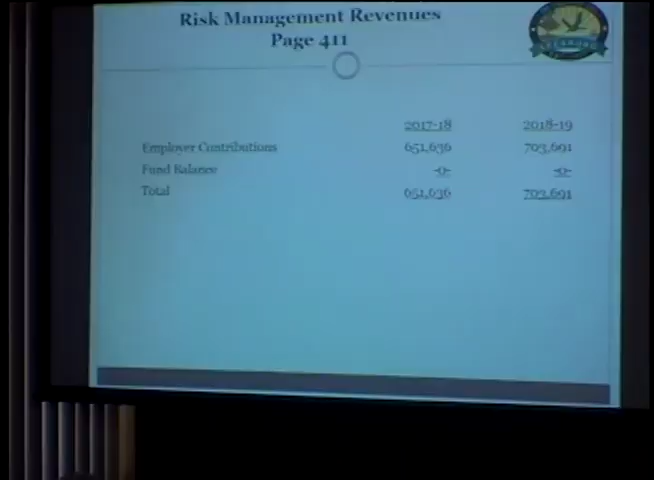 Risk Management Revenues
Page 411
2017-18 2018-19
Employer Contributions 651,636 703,691
Fund Balance -0- -0-
Total 651,636 703,691